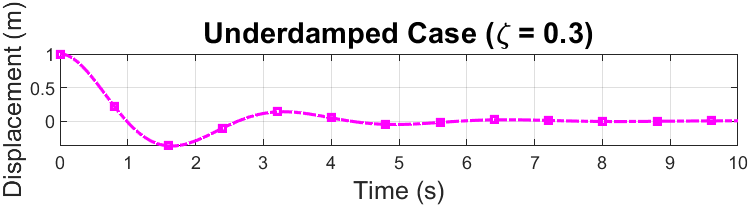 Underdamped Case (ζ = 0.3)
Displacement (m)
1
0.5
0
0 1 2 3 4 5 6 7 8 9 10
Time (s)